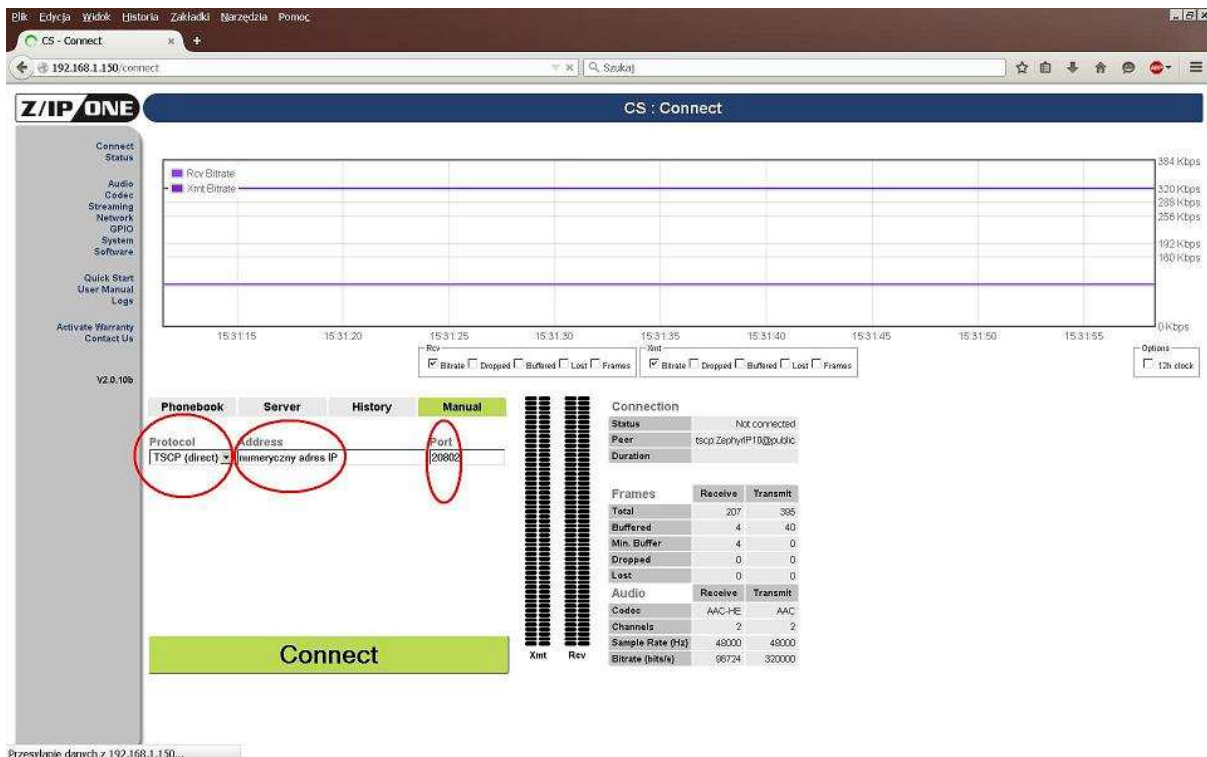 Plik Edycja Widok Historia Zakładki Narzędzia Pomoc
CS - Connect
192.168.1.150/connect
Szukaj
Z/IP ONE
CS : Connect
Connect
Status
Audio
Codec
Streaming
Network
GPIO
System
Software
Quick Start
User Manual
Logs
Activate Warranty
Contact Us
V2.0.10b
Rcv Bitrate
Xmt Bitrate
384 Kbps
320 Kbps
288 Kbps
256 Kbps
192 Kbps
160 Kbps
0 Kbps
15:31:15 15:31:20 15:31:25 15:31:30 15:31:35 15:31:40 15:31:45 15:31:50 15:31:55
Rcv Xmt Options
Bitrate Dropped Buffered Lost Frames Bitrate Dropped Buffered Lost Frames 12h clock
Phonebook Server History Manual
Protocol Address Port
TSCP (direct) numeryczny adres IP 20802
Connect
Xmt Rcv
Connection
Status Not connected
Peer tscp:ZephyrIP10@public
Duration
Frames Receive Transmit
Total 207 395
Buffered 4 40
Min. Buffer 4 0
Dropped 0 0
Lost 0 0
Audio Receive Transmit
Codec AAC-HE AAC
Channels 2 2
Sample Rate (Hz) 48000 48000
Bitrate (bits/s) 98724 320000
Przesyłanie danych z 192.168.1.150...